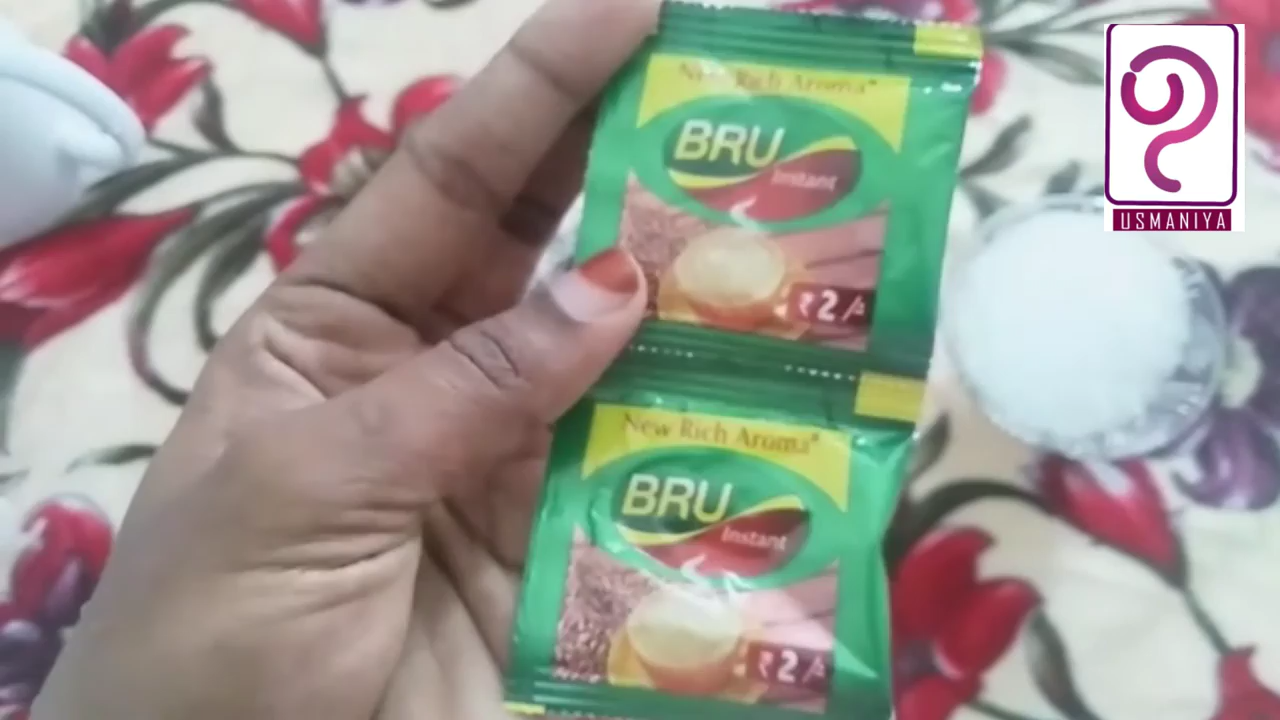 New Rich Aroma*
BRU
Instant
₹2/-
New Rich Aroma*
BRU
Instant
₹2/-
USMANIYA